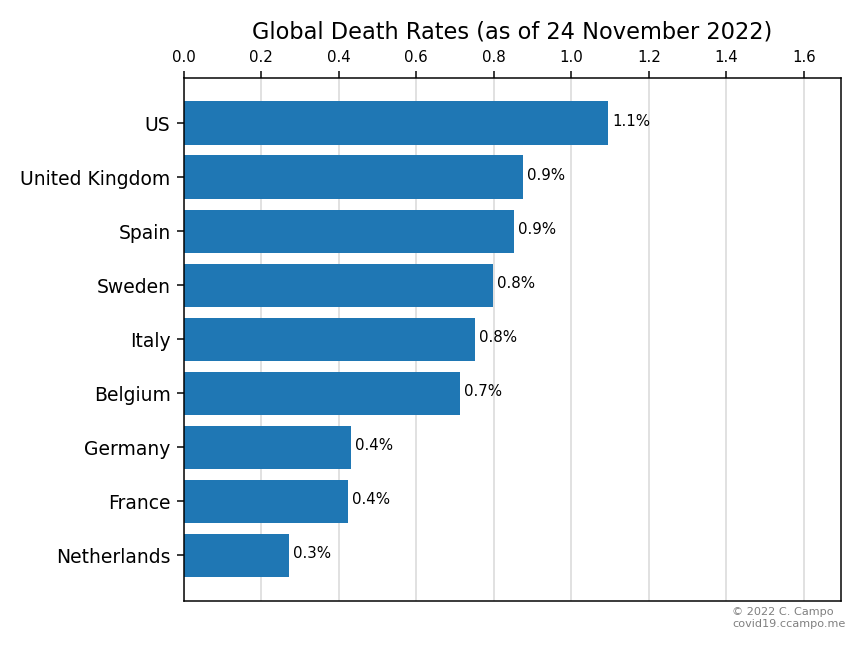 Global Death Rates (as of 24 November 2022)
0.0 0.2 0.4 0.6 0.8 1.0 1.2 1.4 1.6
US 1.1%
United Kingdom 0.9%
Spain 0.9%
Sweden 0.8%
Italy 0.8%
Belgium 0.7%
Germany 0.4%
France 0.4%
Netherlands 0.3%
© 2022 C. Campo
covid19.ccampo.me